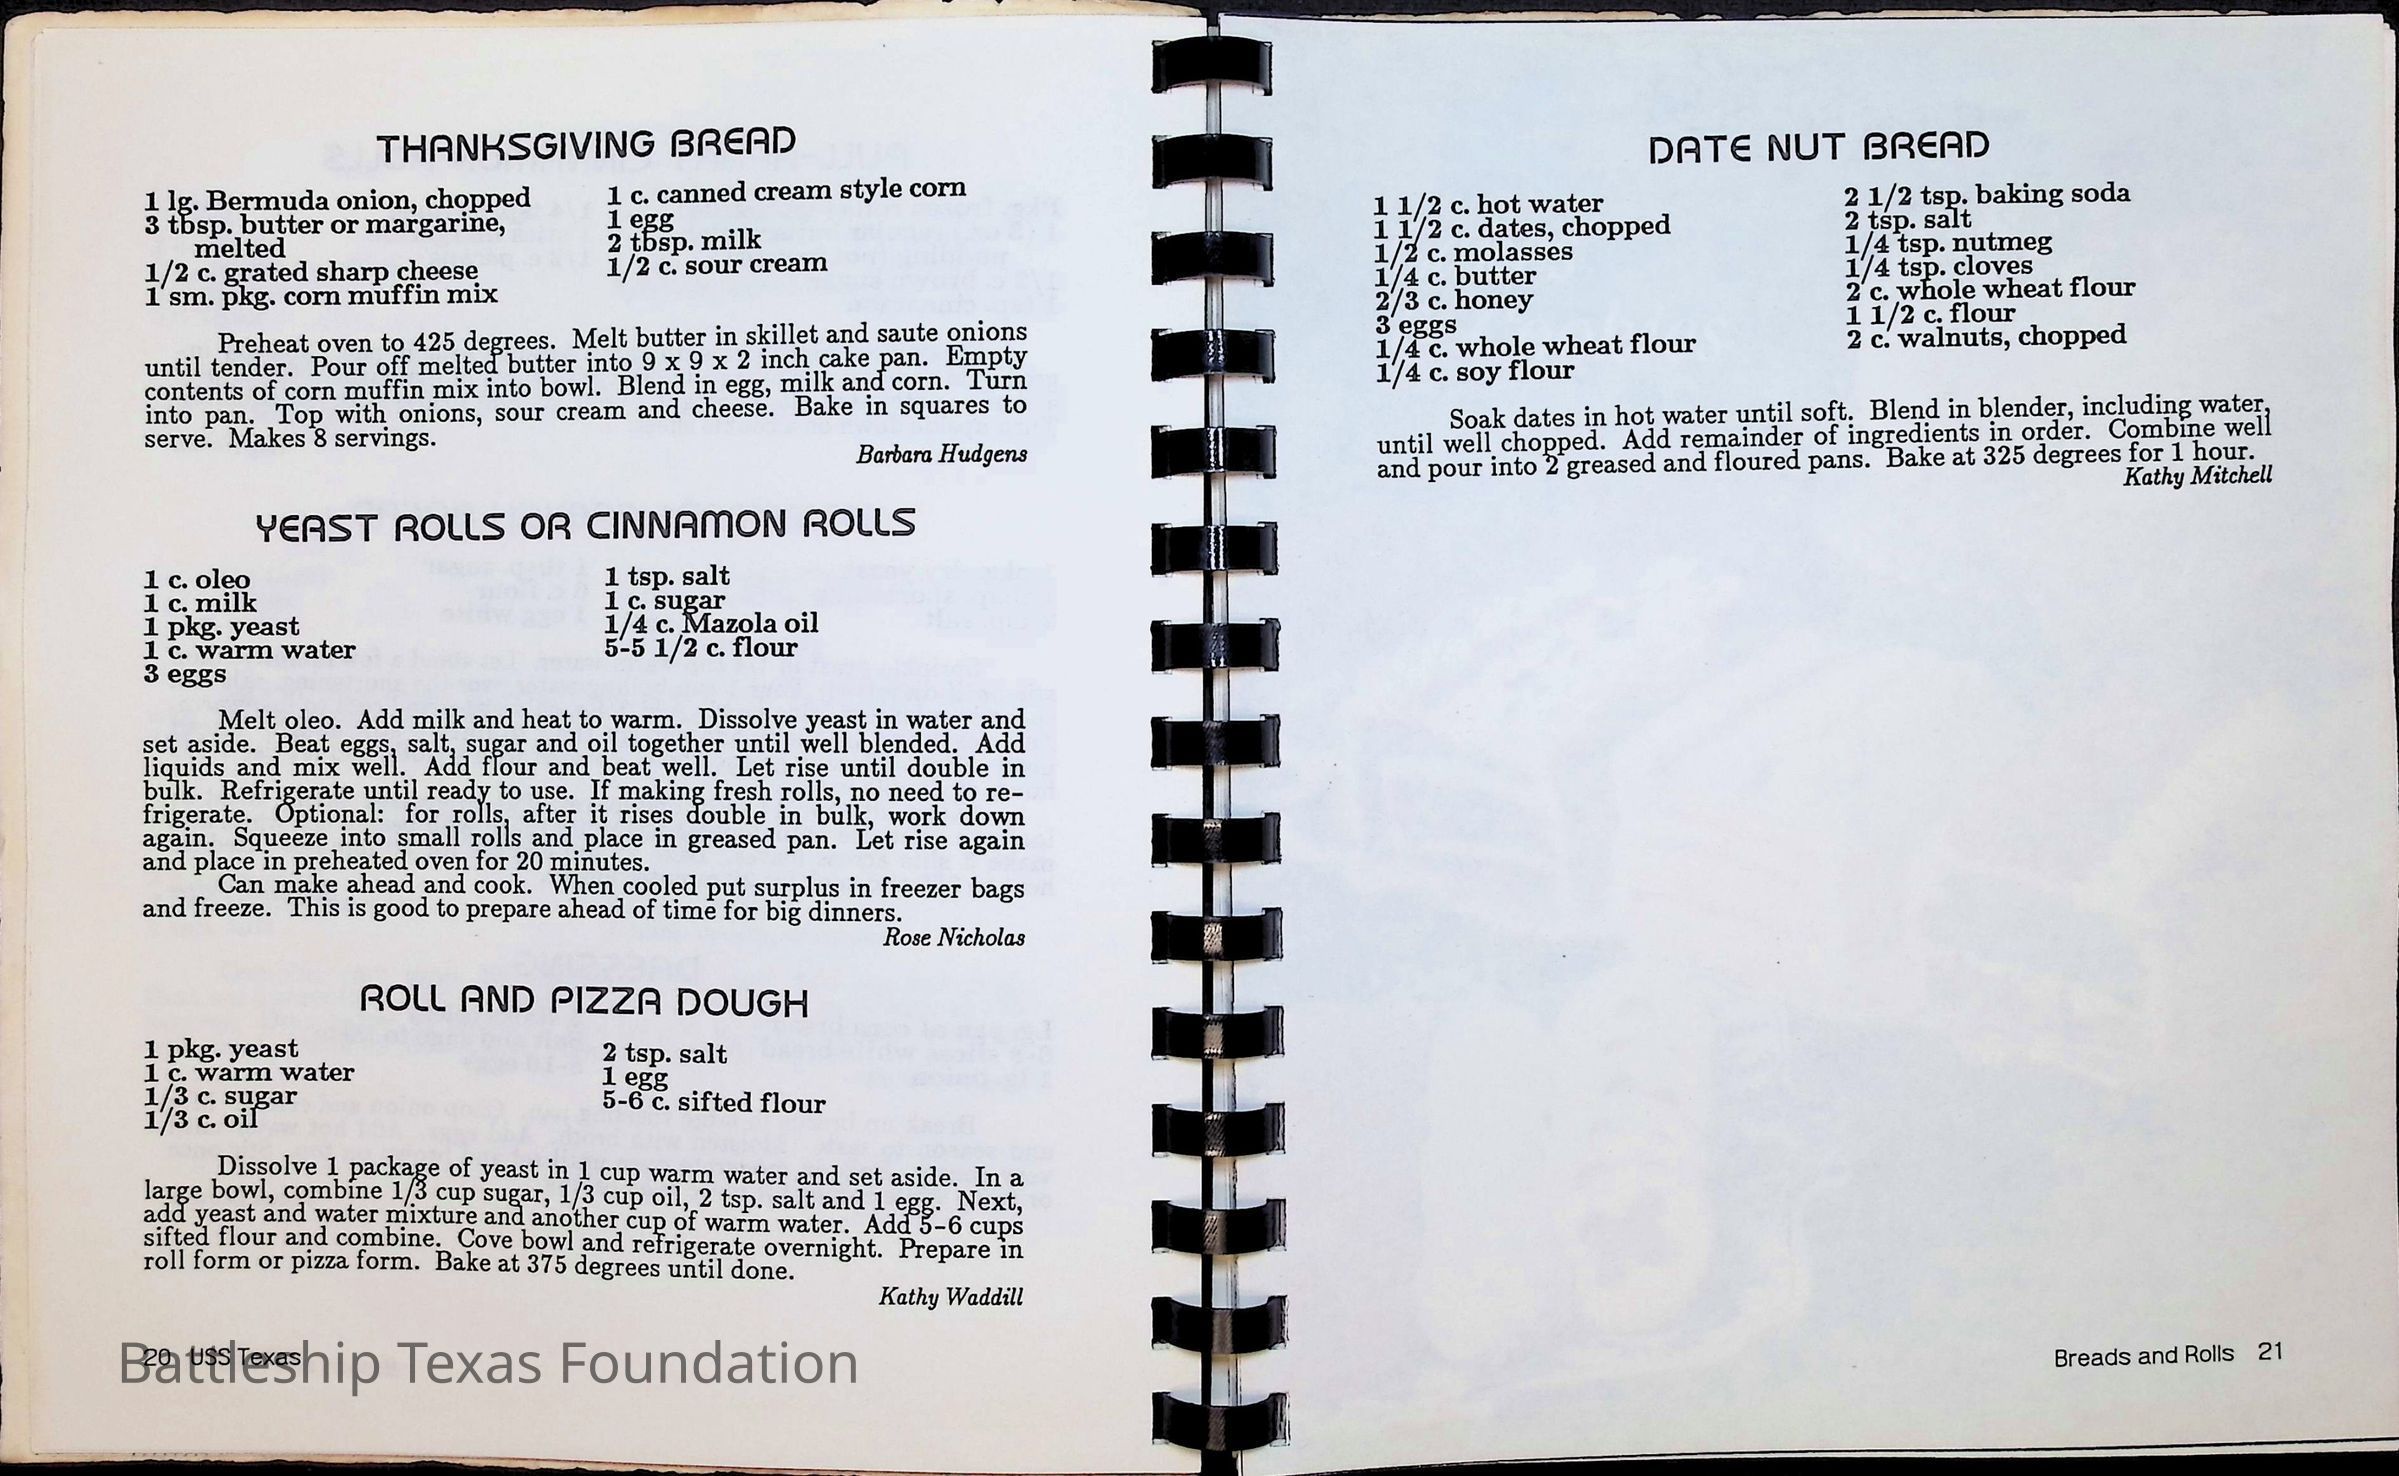 THANKSGIVING BREAD
1 lg. Bermuda onion, chopped
3 tbsp. butter or margarine,
melted
1/2 c. grated sharp cheese
1 sm. pkg. corn muffin mix
1 c. canned cream style corn
1 egg
2 tbsp. milk
1/2 c. sour cream
Preheat oven to 425 degrees. Melt butter in skillet and saute onions
until tender. Pour off melted butter into 9 x 9 x 2 inch cake pan. Empty
contents of corn muffin mix into bowl. Blend in egg, milk and corn. Turn
into pan. Top with onions, sour cream and cheese. Bake in squares to
serve. Makes 8 servings.
Barbara Hudgens
YEAST ROLLS OR CINNAMON ROLLS
1 c. oleo
1 c. milk
1 pkg. yeast
1 c. warm water
3 eggs
1 tsp. salt
1 c. sugar
1/4 c. Mazola oil
5-5 1/2 c. flour
Melt oleo. Add milk and heat to warm. Dissolve yeast in water and
set aside. Beat eggs, salt, sugar and oil together until well blended. Add
liquids and mix well. Add flour and beat well. Let rise until double in
bulk. Refrigerate until ready to use. If making fresh rolls, no need to re-
frigerate. Optional: for rolls, after it rises double in bulk, work down
again. Squeeze into small rolls and place in greased pan. Let rise again
and place in preheated oven for 20 minutes.
Can make ahead and cook. When cooled put surplus in freezer bags
and freeze. This is good to prepare ahead of time for big dinners.
Rose Nicholas
ROLL AND PIZZA DOUGH
1 pkg. yeast
1 c. warm water
1/3 c. sugar
1/3 c. oil
2 tsp. salt
1 egg
5-6 c. sifted flour
Dissolve 1 package of yeast in 1 cup warm water and set aside. In a
large bowl, combine 1/3 cup sugar, 1/3 cup oil, 2 tsp. salt and 1 egg. Next,
add yeast and water mixture and another cup of warm water. Add 5-6 cups
sifted flour and combine. Cove bowl and refrigerate overnight. Prepare in
roll form or pizza form. Bake at 375 degrees until done.
Kathy Waddill
20 USS Texas
Battleship Texas Foundation
DATE NUT BREAD
1 1/2 c. hot water
1 1/2 c. dates, chopped
1/2 c. molasses
1/4 c. butter
2/3 c. honey
3 eggs
1/4 c. whole wheat flour
1/4 c. soy flour
2 1/2 tsp. baking soda
2 tsp. salt
1/4 tsp. nutmeg
1/4 tsp. cloves
2 c. whole wheat flour
1 1/2 c. flour
2 c. walnuts, chopped
Soak dates in hot water until soft. Blend in blender, including water,
until well chopped. Add remainder of ingredients in order. Combine well
and pour into 2 greased and floured pans. Bake at 325 degrees for 1 hour.
Kathy Mitchell
Breads and Rolls 21